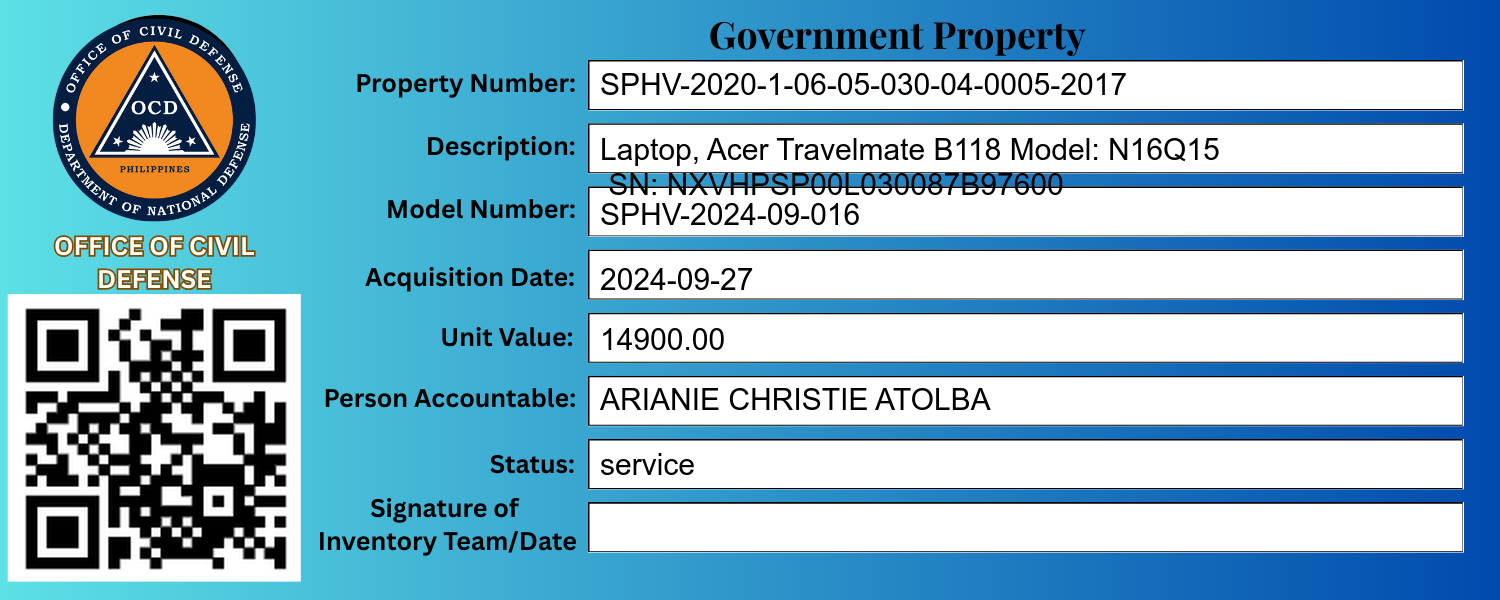 OFFICE OF CIVIL DEFENSE
DEPARTMENT OF NATIONAL DEFENSE
OCD
PHILIPPINES
OFFICE OF CIVIL
DEFENSE
Government Property
Property Number: SPHV-2020-1-06-05-030-04-0005-2017
Description: Laptop, Acer Travelmate B118 Model: N16Q15
SN: NXVHPSP00L030087B97600
Model Number: SPHV-2024-09-016
Acquisition Date: 2024-09-27
Unit Value: 14900.00
Person Accountable: ARIANIE CHRISTIE ATOLBA
Status: service
Signature of
Inventory Team/Date